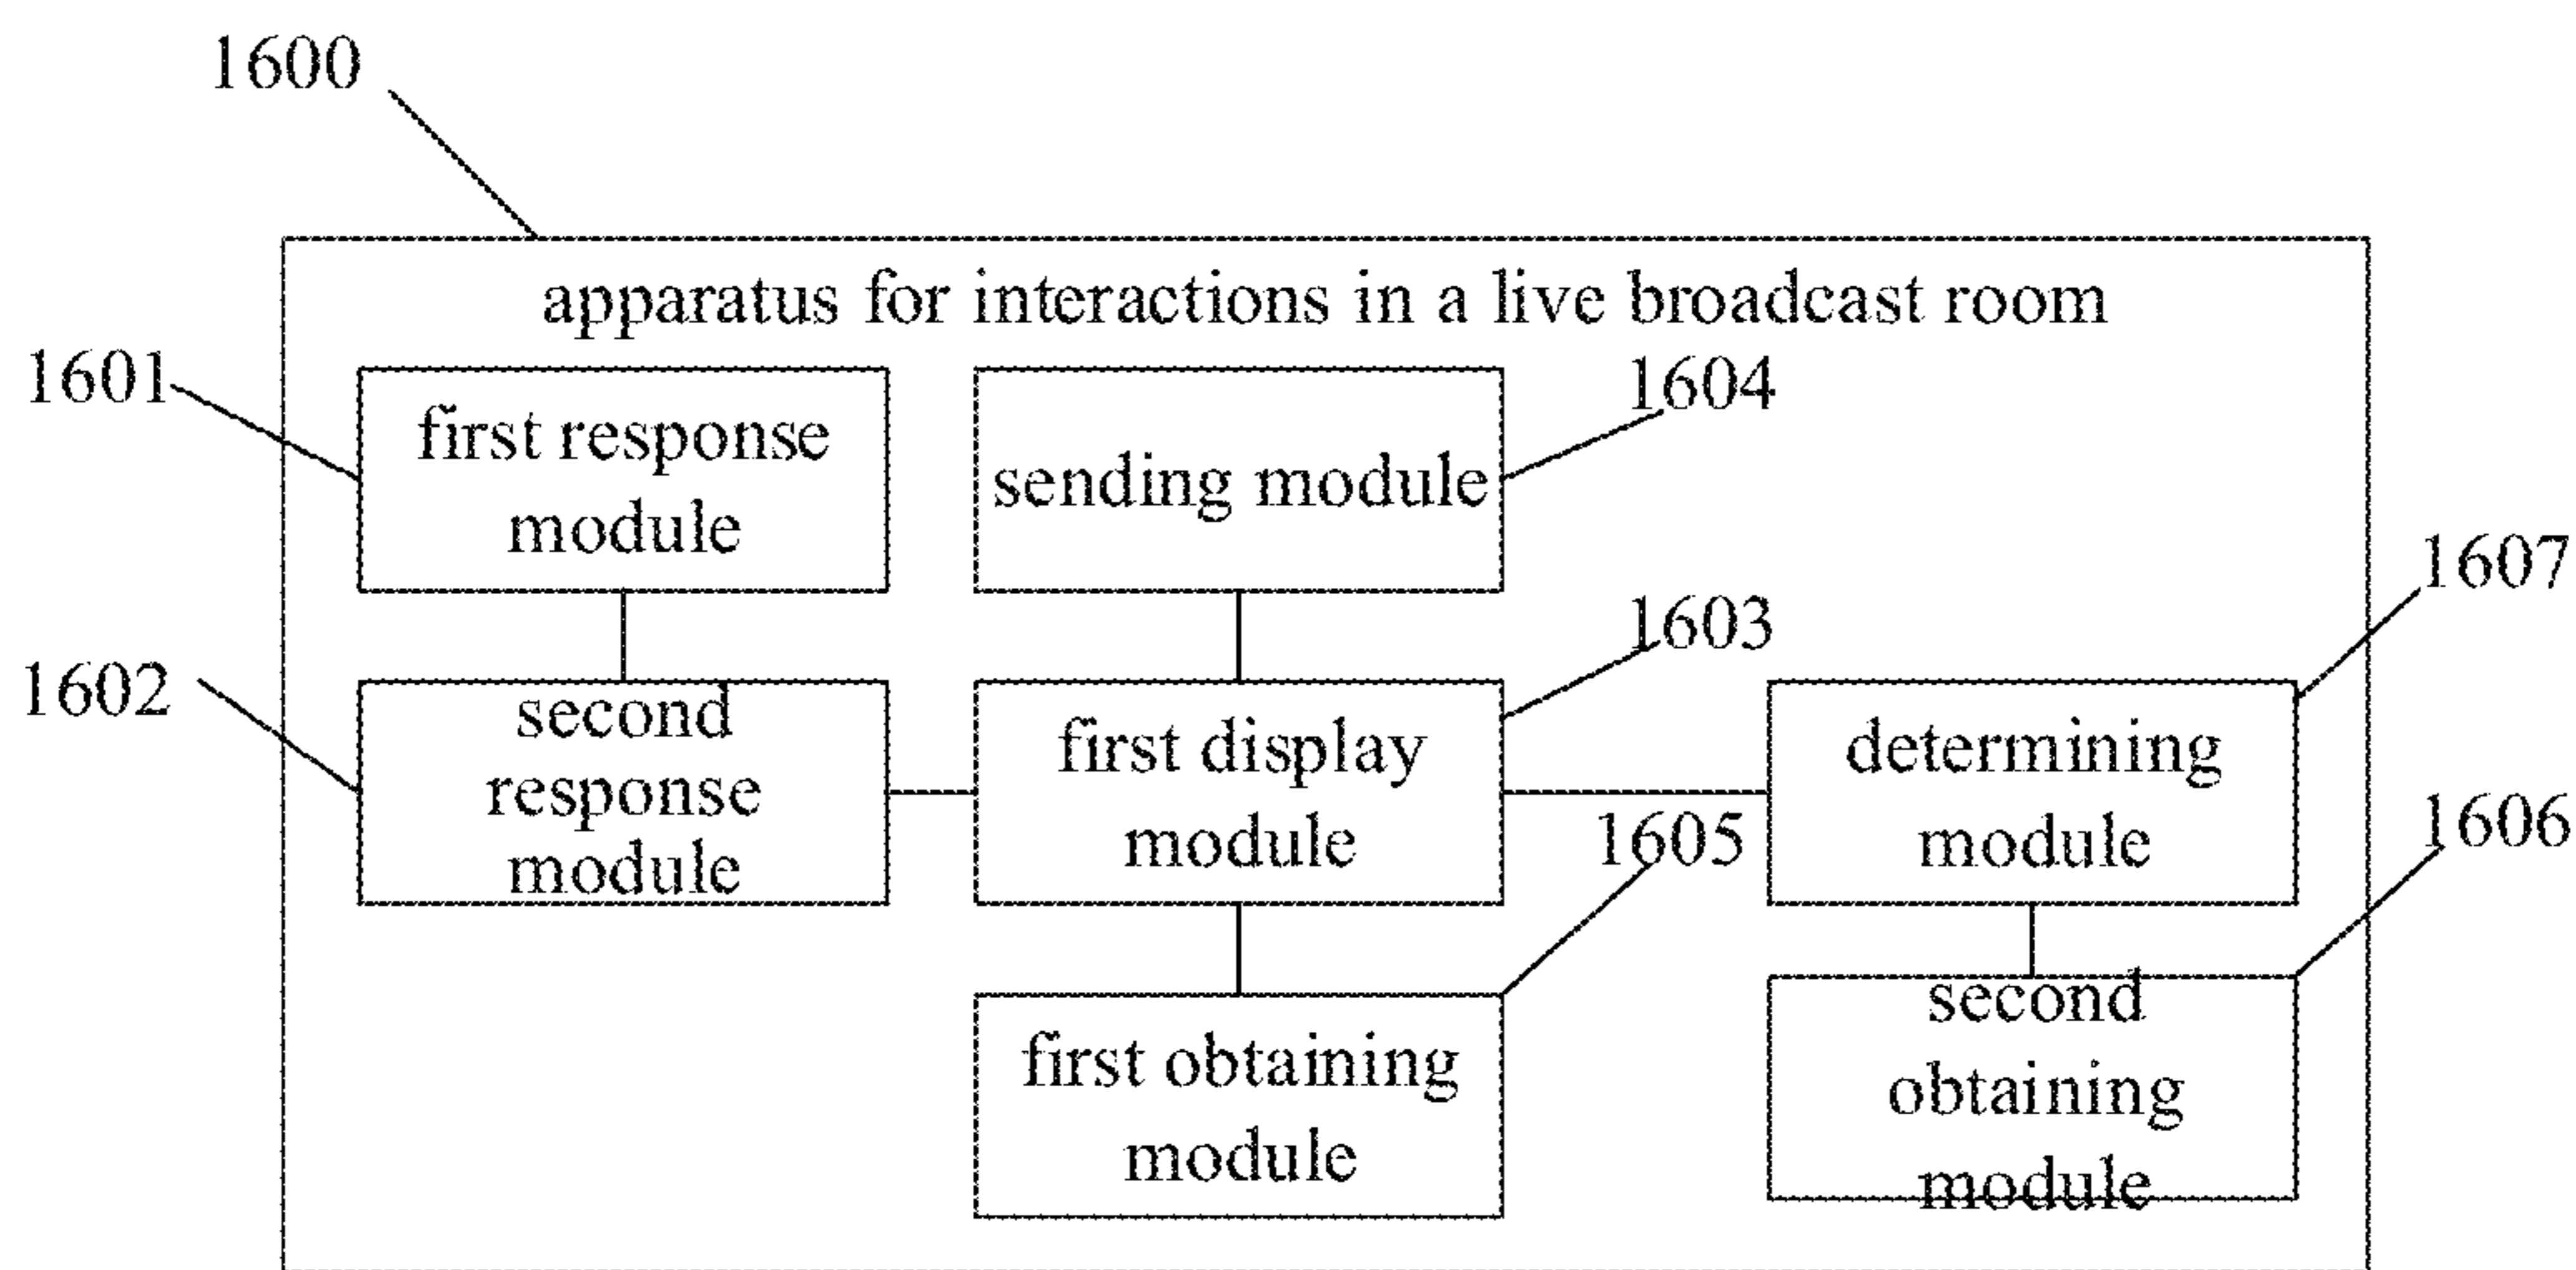 1600
apparatus for interactions in a live broadcast room
1601
first response
module
sending module
1604
1602
second
response
module
first display
module
1603
determining
module
1607
first obtaining
module
1605
second
obtaining
module
1606